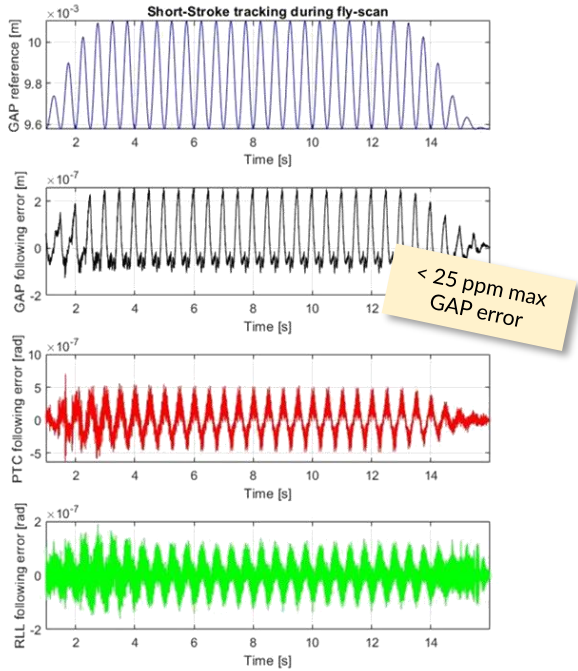 Short-Stroke tracking during fly-scan
×10⁻³
GAP reference [m]
10
9.8
9.6
2 4 6 8 10 12 14
Time [s]
×10⁻⁷
GAP following error [m]
2
0
-2
2 4 6 8 10 12 14
Time [s]
< 25 ppm max
GAP error
×10⁻⁷
PTC following error [rad]
10
5
0
-5
2 4 6 8 10 12 14
Time [s]
×10⁻⁷
RLL following error [rad]
2
0
-2
2 4 6 8 10 12 14
Time [s]